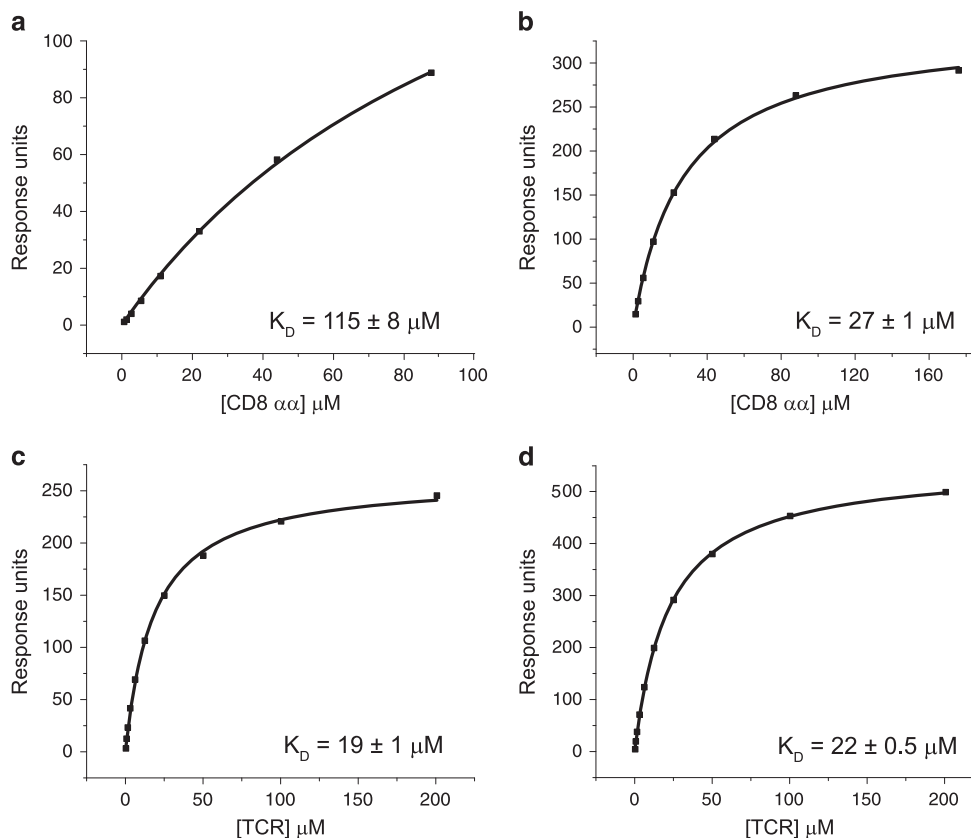 a
100
80
60
40
20
0
Response units
0 20 40 60 80 100
[CD8 αα] μM
K_D = 115 ± 8 μM
b
300
250
200
150
100
50
0
Response units
0 40 80 120 160
[CD8 αα] μM
K_D = 27 ± 1 μM
c
250
200
150
100
50
0
Response units
0 50 100 150 200
[TCR] μM
K_D = 19 ± 1 μM
d
500
400
300
200
100
0
Response units
0 50 100 150 200
[TCR] μM
K_D = 22 ± 0.5 μM